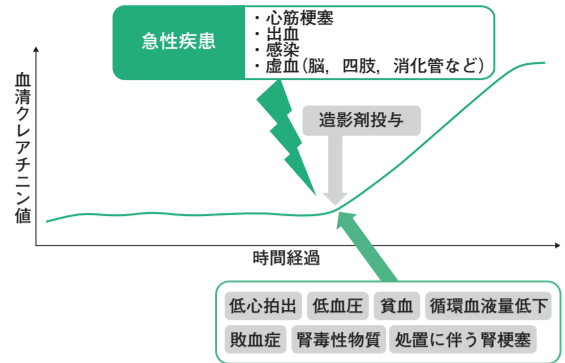 急性疾患
・心筋梗塞
・出血
・感染
・虚血(脳，四肢，消化管など)
血清クレアチニン値
造影剤投与
時間経過
低心拍出 低血圧 貧血 循環血液量低下
敗血症 腎毒性物質 処置に伴う腎梗塞